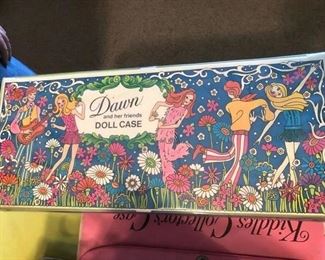 Dawn
and her friends
DOLL CASE
Kiddles Collector's Case